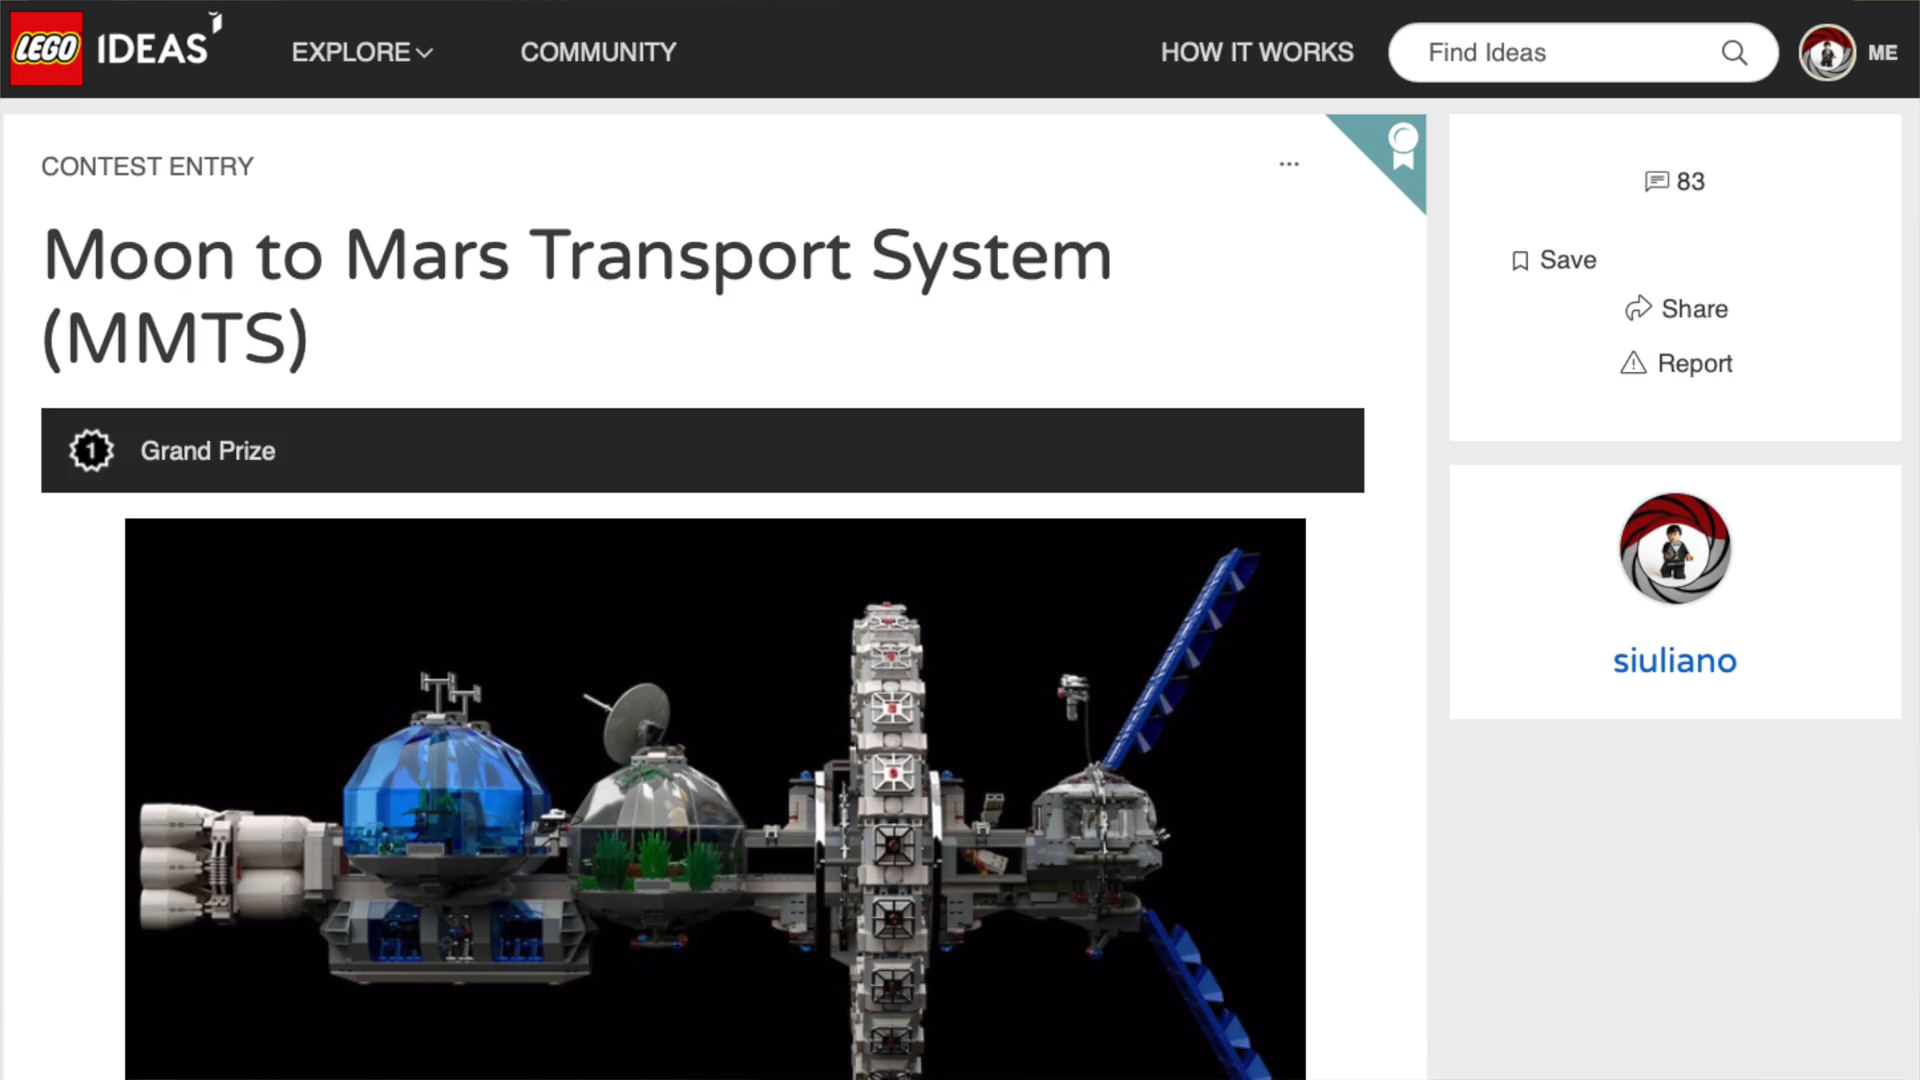 LEGO IDEAS EXPLORE COMMUNITY HOW IT WORKS Find Ideas ME
CONTEST ENTRY
Moon to Mars Transport System
(MMTS)
1 Grand Prize
83
Save
Share
Report
siuliano